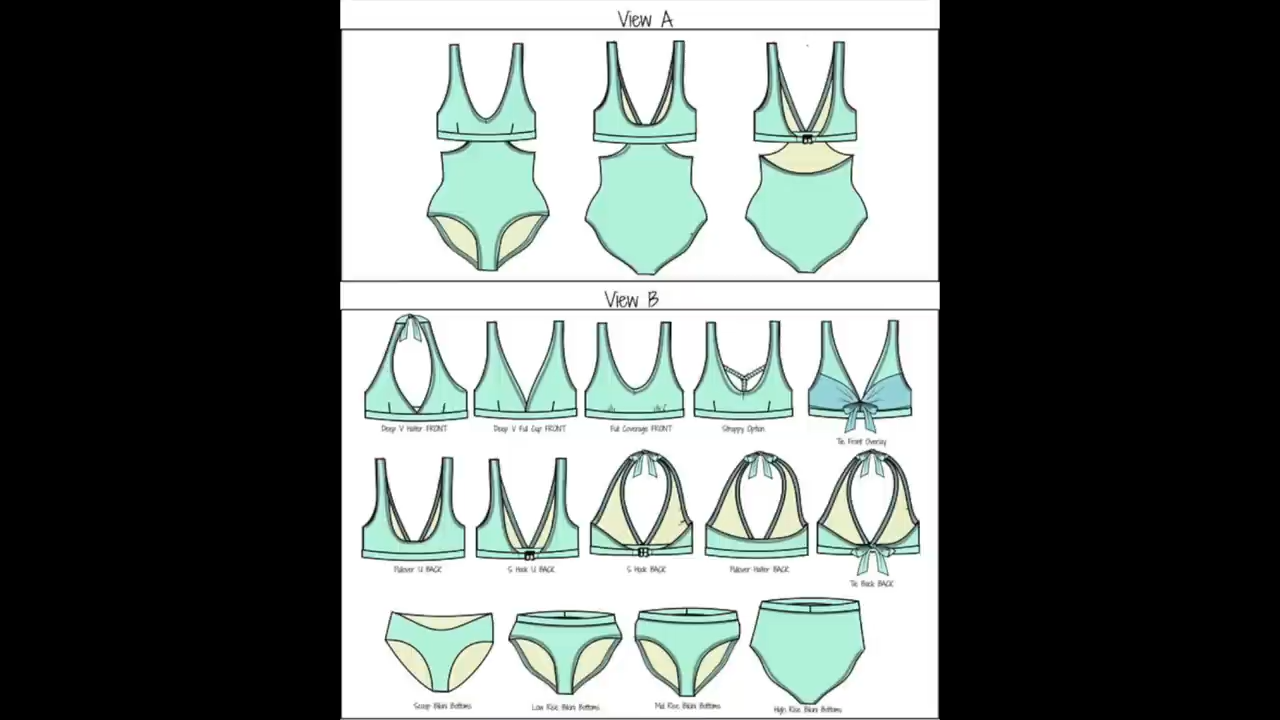 View A
View B
Deep V Halter FRONT
Deep V Full Cup FRONT
Full Coverage FRONT
Strappy Option
Tie Front Overlay
Pullover U BACK
S Hook U BACK
S Hook BACK
Pullover Halter BACK
Tie Back BACK
Scoop Bikini Bottoms
Low Rise Bikini Bottoms
Mid Rise Bikini Bottoms
High Rise Bikini Bottoms